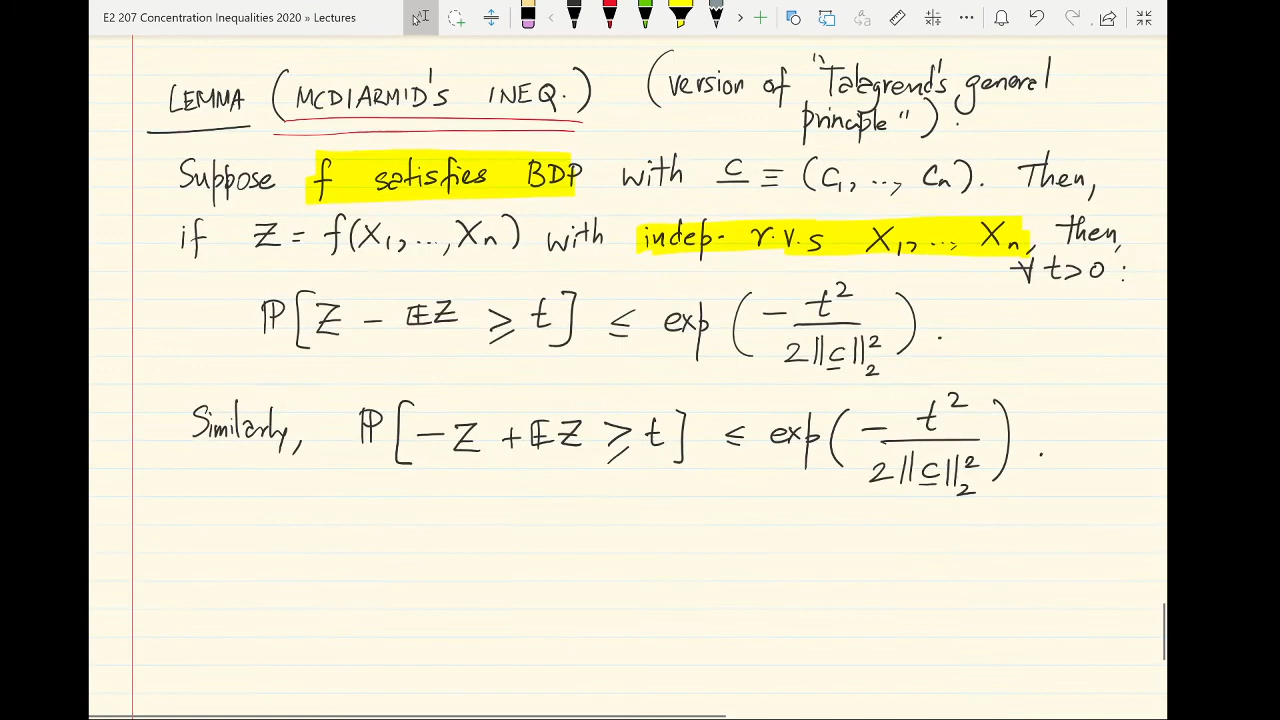 E2 207 Concentration Inequalities 2020 » Lectures
LEMMA (MCDIARMID'S INEQ.) (version of "Talagrand's general
principle").
Suppose f satisfies BDP with c ≡ (C₁, .., Cₙ). Then,
if Z = f(X₁, ..., Xₙ) with indep. r.v.s X₁, ... Xₙ, then,
∀ t>0 :
ℙ[Z - 𝔼Z ≥ t] ≤ exp(-t²/(2||c||₂²)).
Similarly, ℙ[-Z + 𝔼Z ≥ t] ≤ exp(-t²/(2||c||₂²)).